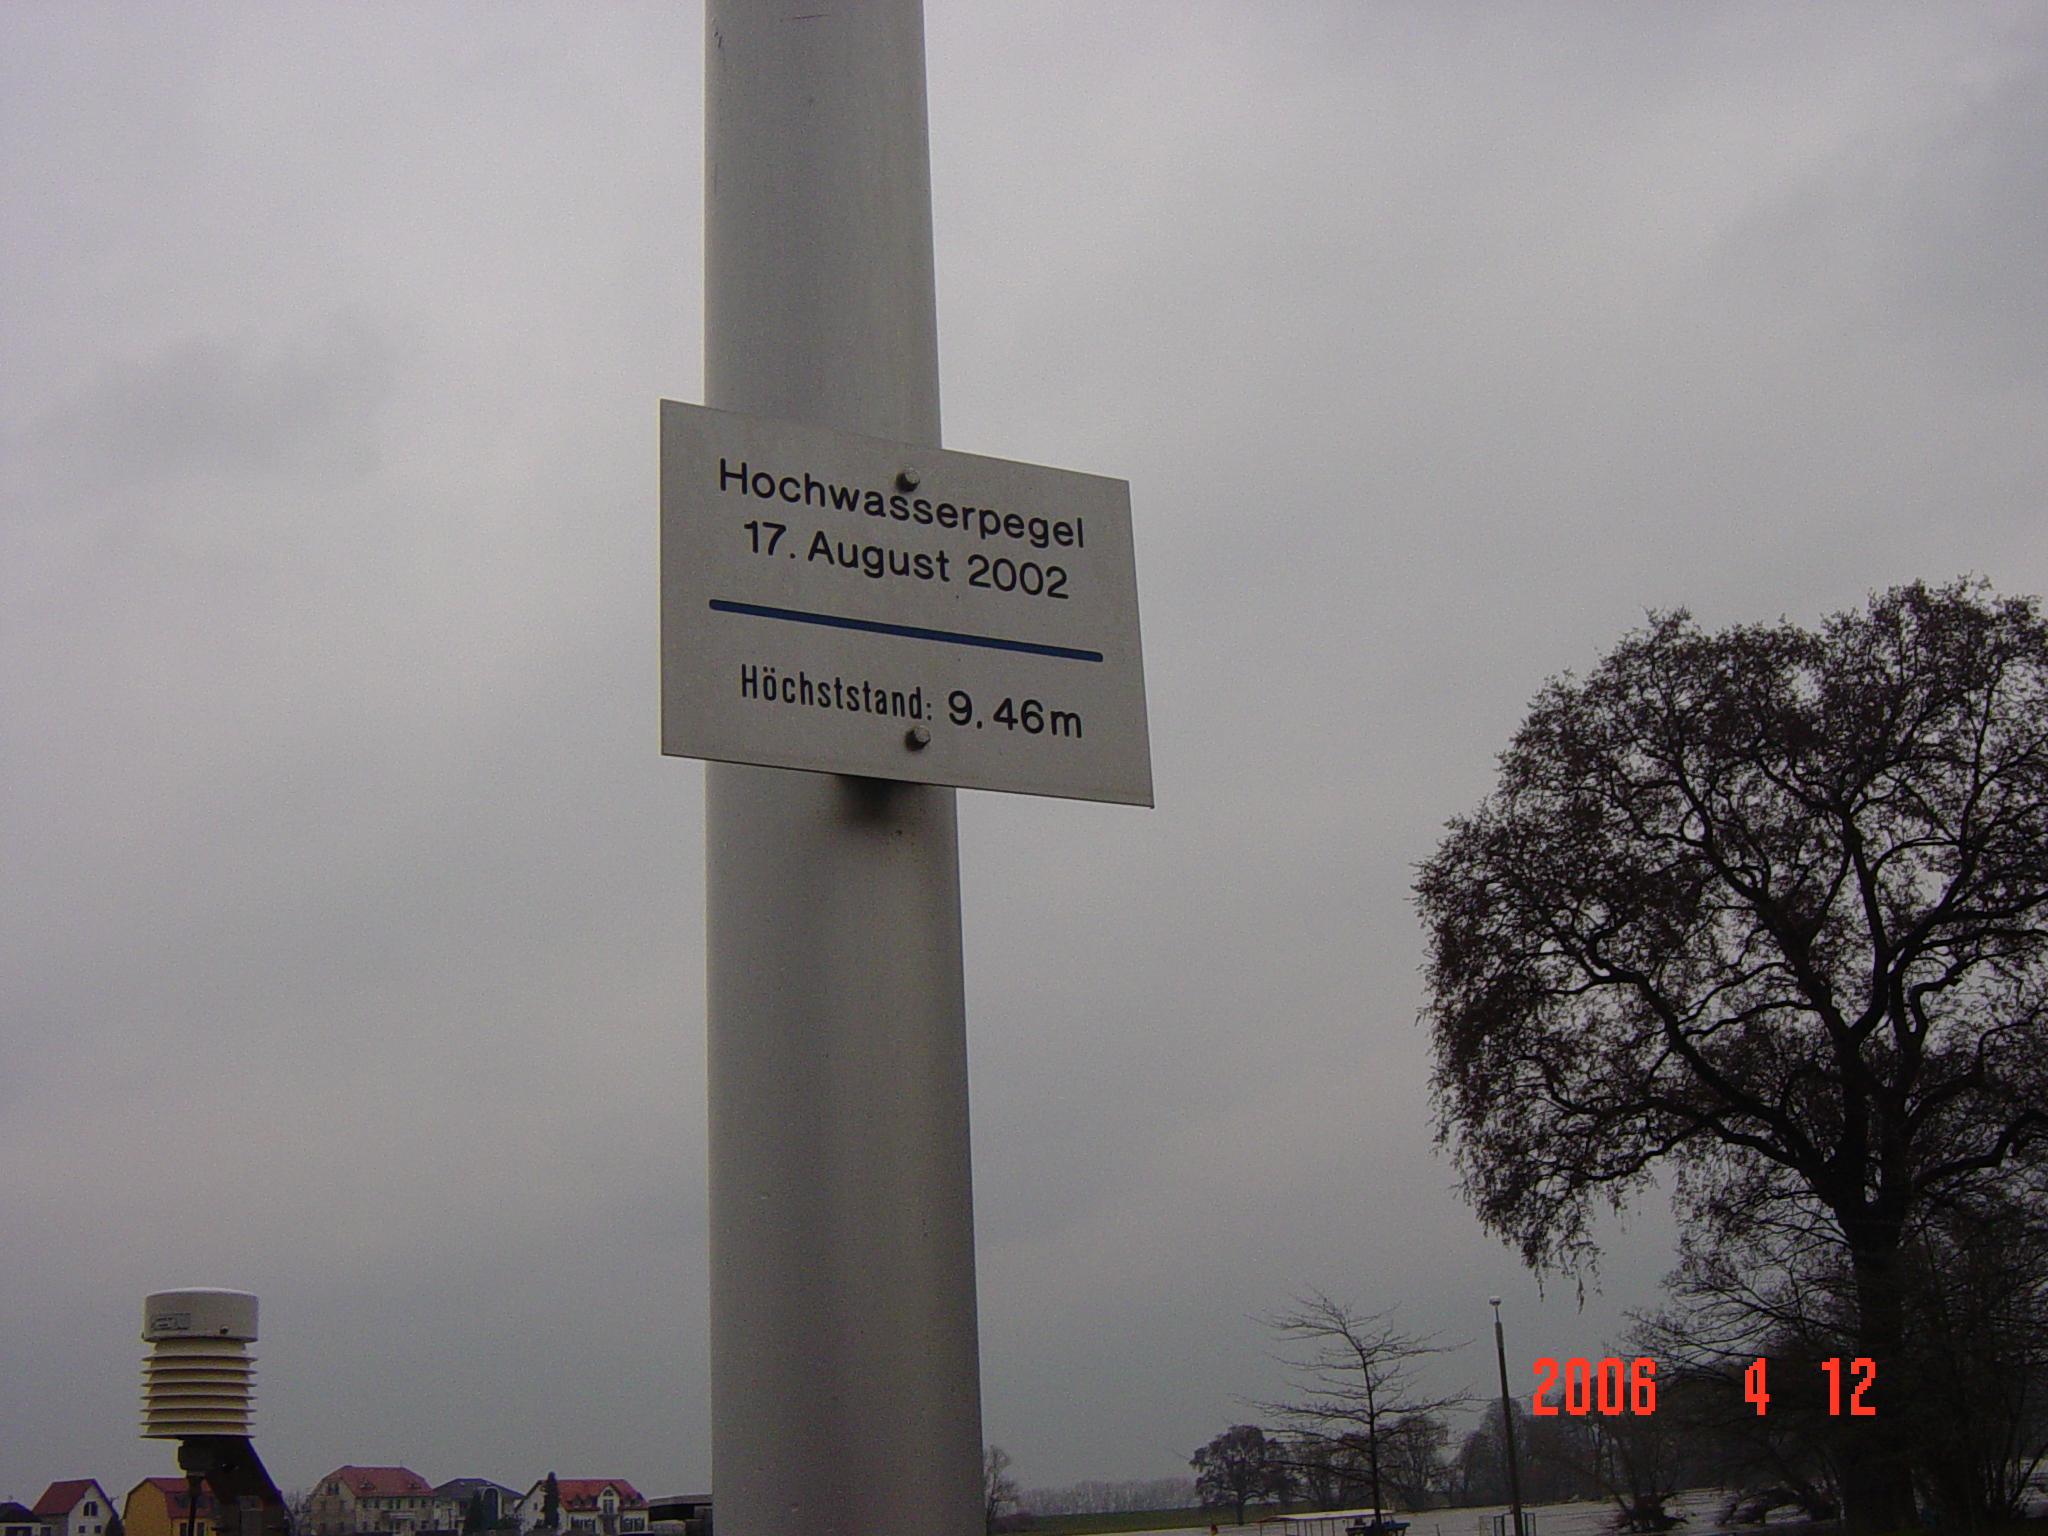 Hochwasserpegel
17. August 2002
Höchststand: 9.46m
2006 4 12